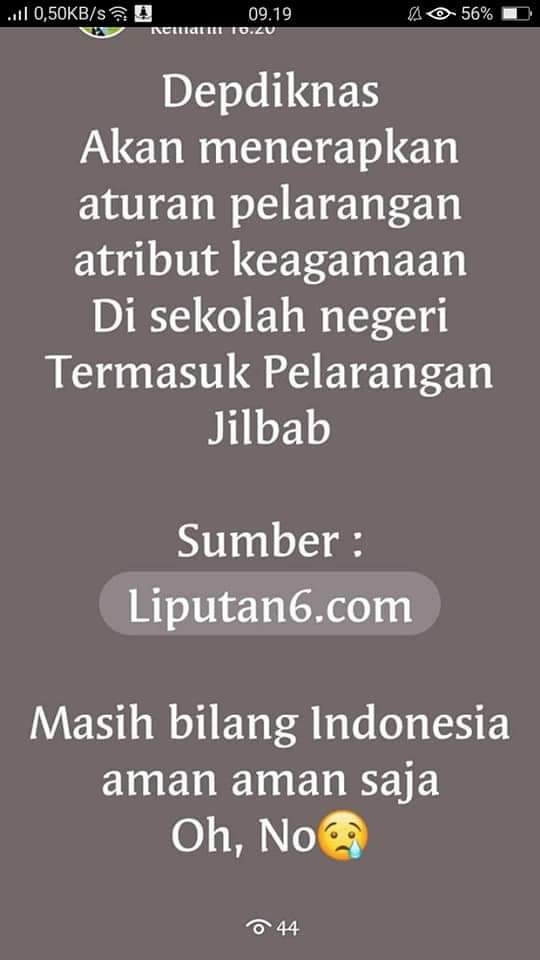 0,50KB/s 09.19 56%
Kemarin 16.20
Depdiknas
Akan menerapkan
aturan pelarangan
atribut keagamaan
Di sekolah negeri
Termasuk Pelarangan
Jilbab
Sumber :
Liputan6.com
Masih bilang Indonesia
aman aman saja
Oh, No😢
44